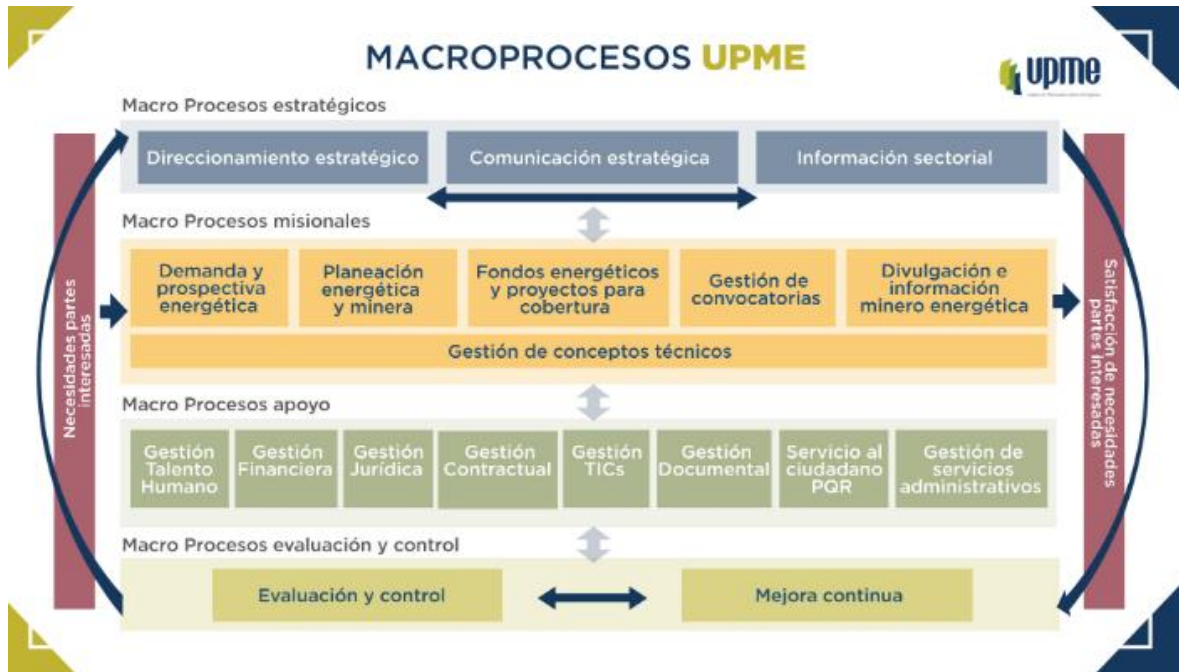 MACROPROCESOS UPME
upme
Macro Procesos estratégicos
Direccionamiento estratégico
Comunicación estratégica
Información sectorial
Macro Procesos misionales
Demanda y
prospectiva
energética
Planeación
energética
y minera
Fondos energéticos
y proyectos para
cobertura
Gestión de
convocatorias
Divulgación e
información
minero energética
Gestión de conceptos técnicos
Necesidades partes
interesadas
Satisfacción de necesidades
partes interesadas
Macro Procesos apoyo
Gestión
Talento
Humano
Gestión
Financiera
Gestión
Jurídica
Gestión
Contractual
Gestión
TICs
Gestión
Documental
Servicio al
ciudadano
PQR
Gestión de
servicios
administrativos
Macro Procesos evaluación y control
Evaluación y control
Mejora continua